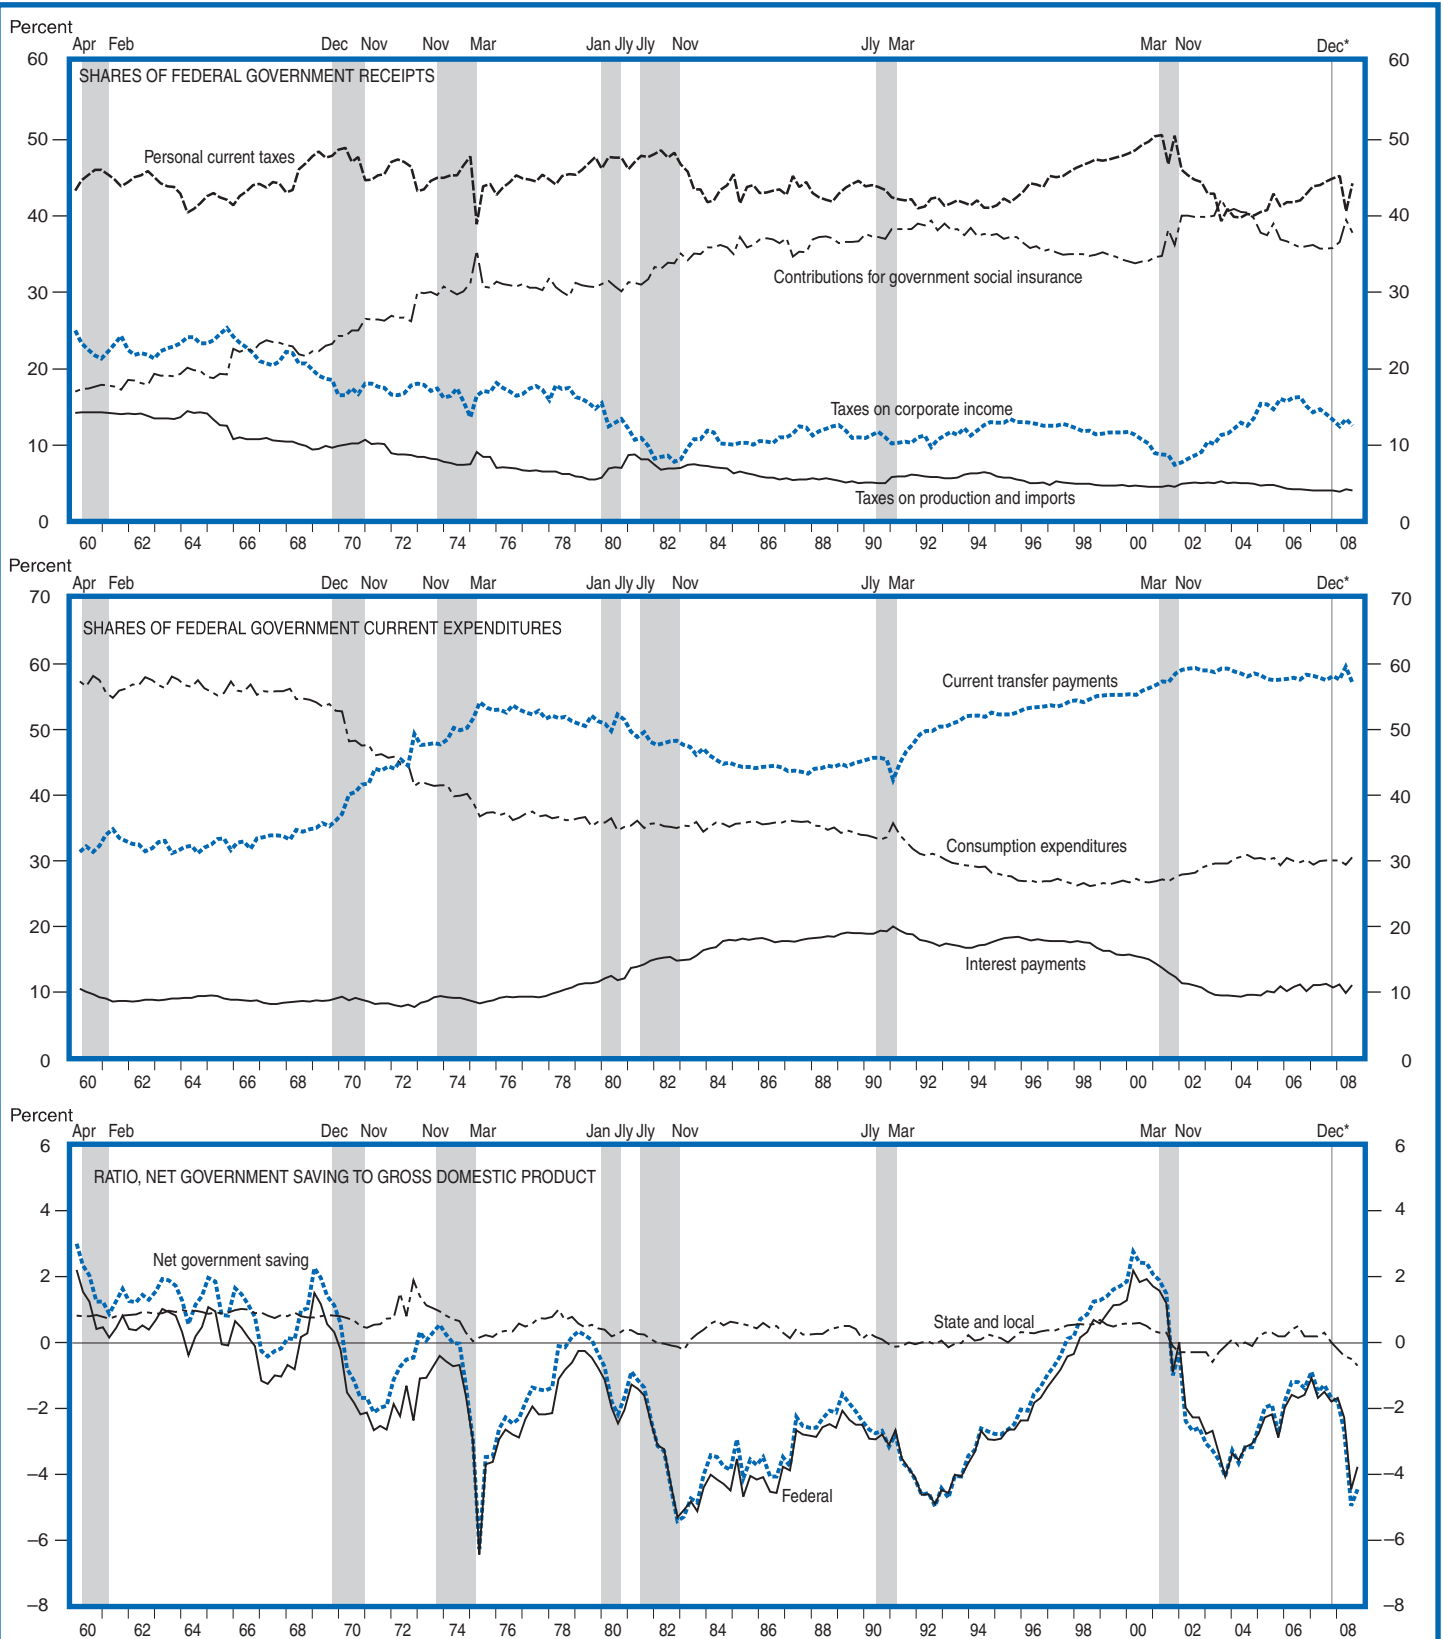 Percent
Apr Feb Dec Nov Nov Mar Jan Jly Jly Nov Jly Mar Mar Nov Dec*
60 60
SHARES OF FEDERAL GOVERNMENT RECEIPTS
50 50
Personal current taxes
40 40
Contributions for government social insurance
30 30
20 20
Taxes on corporate income
10 10
Taxes on production and imports
0 0
60 62 64 66 68 70 72 74 76 78 80 82 84 86 88 90 92 94 96 98 00 02 04 06 08
Percent
Apr Feb Dec Nov Nov Mar Jan Jly Jly Nov Jly Mar Mar Nov Dec*
70 70
SHARES OF FEDERAL GOVERNMENT CURRENT EXPENDITURES
60 60
Current transfer payments
50 50
40 40
Consumption expenditures
30 30
20 20
Interest payments
10 10
0 0
60 62 64 66 68 70 72 74 76 78 80 82 84 86 88 90 92 94 96 98 00 02 04 06 08
Percent
Apr Feb Dec Nov Nov Mar Jan Jly Jly Nov Jly Mar Mar Nov Dec*
6 6
RATIO, NET GOVERNMENT SAVING TO GROSS DOMESTIC PRODUCT
4 4
Net government saving
2 2
State and local
0 0
–2 –2
–4 –4
Federal
–6 –6
–8 –8
60 62 64 66 68 70 72 74 76 78 80 82 84 86 88 90 92 94 96 98 00 02 04 06 08